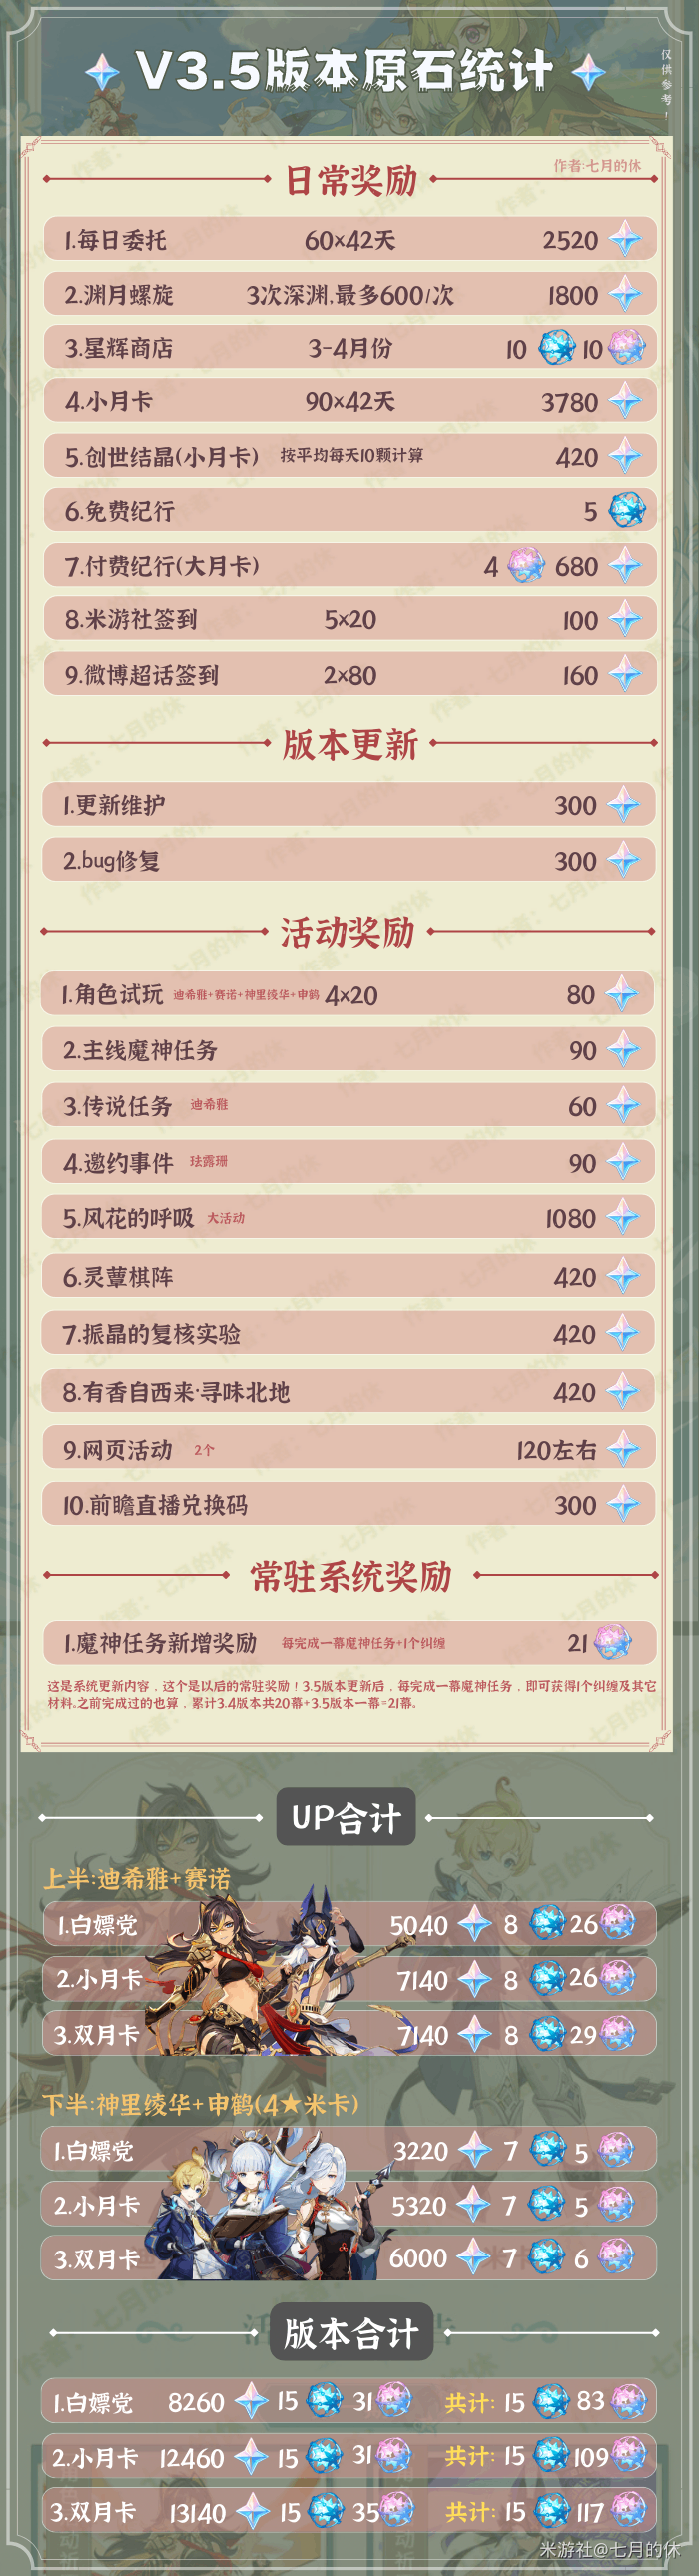 V3.5版本原石统计
仅供参考！
作者:七月的休
日常奖励
1.每日委托 60×42天 2520
2.渊月螺旋 3次深渊,最多600/次 1800
3.星辉商店 3-4月份 10 10
4.小月卡 90×42天 3780
5.创世结晶(小月卡) 按平均每天10颗计算 420
6.免费纪行 5
7.付费纪行(大月卡) 4 680
8.米游社签到 5×20 100
9.微博超话签到 2×80 160
版本更新
1.更新维护 300
2.bug修复 300
活动奖励
1.角色试玩 迪希雅+赛诺+神里绫华+申鹤 4×20 80
2.主线魔神任务 90
3.传说任务 迪希雅 60
4.邀约事件 珐露珊 90
5.风花的呼吸 大活动 1080
6.灵蕈棋阵 420
7.振晶的复核实验 420
8.有香自西来·寻味北地 420
9.网页活动 2个 120左右
10.前瞻直播兑换码 300
常驻系统奖励
1.魔神任务新增奖励 每完成一幕魔神任务+1个纠缠 21
这是系统更新内容，这个是以后的常驻奖励！3.5版本更新后，每完成一幕魔神任务，即可获得1个纠缠及其它
材料。之前完成过的也算，累计3.4版本共20幕+3.5版本一幕=21幕。
UP合计
上半:迪希雅+赛诺
1.白嫖党 5040 8 26
2.小月卡 7140 8 26
3.双月卡 7140 8 29
下半:神里绫华+申鹤(4★米卡)
1.白嫖党 3220 7 5
2.小月卡 5320 7 5
3.双月卡 6000 7 6
版本合计
1.白嫖党 8260 15 31 共计: 15 83
2.小月卡 12460 15 31 共计: 15 109
3.双月卡 13140 15 35 共计: 15 117
米游社@七月的休